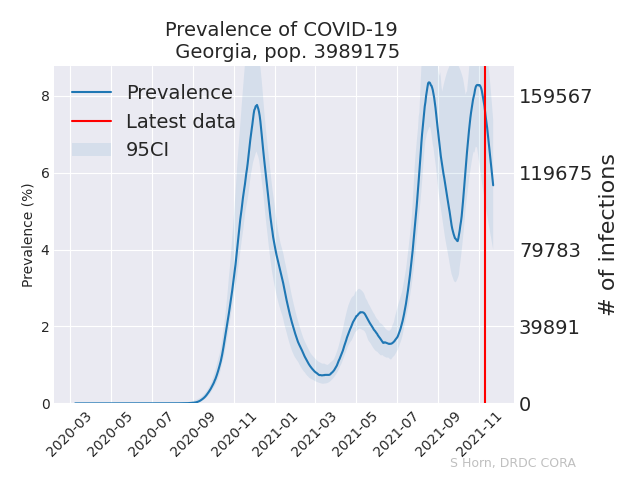 Prevalence of COVID-19
Georgia, pop. 3989175
Prevalence
Latest data
95CI
Prevalence (%)
8
6
4
2
0
159567
119675
79783
39891
0
# of infections
2020-03
2020-05
2020-07
2020-09
2020-11
2021-01
2021-03
2021-05
2021-07
2021-09
2021-11
S Horn, DRDC CORA